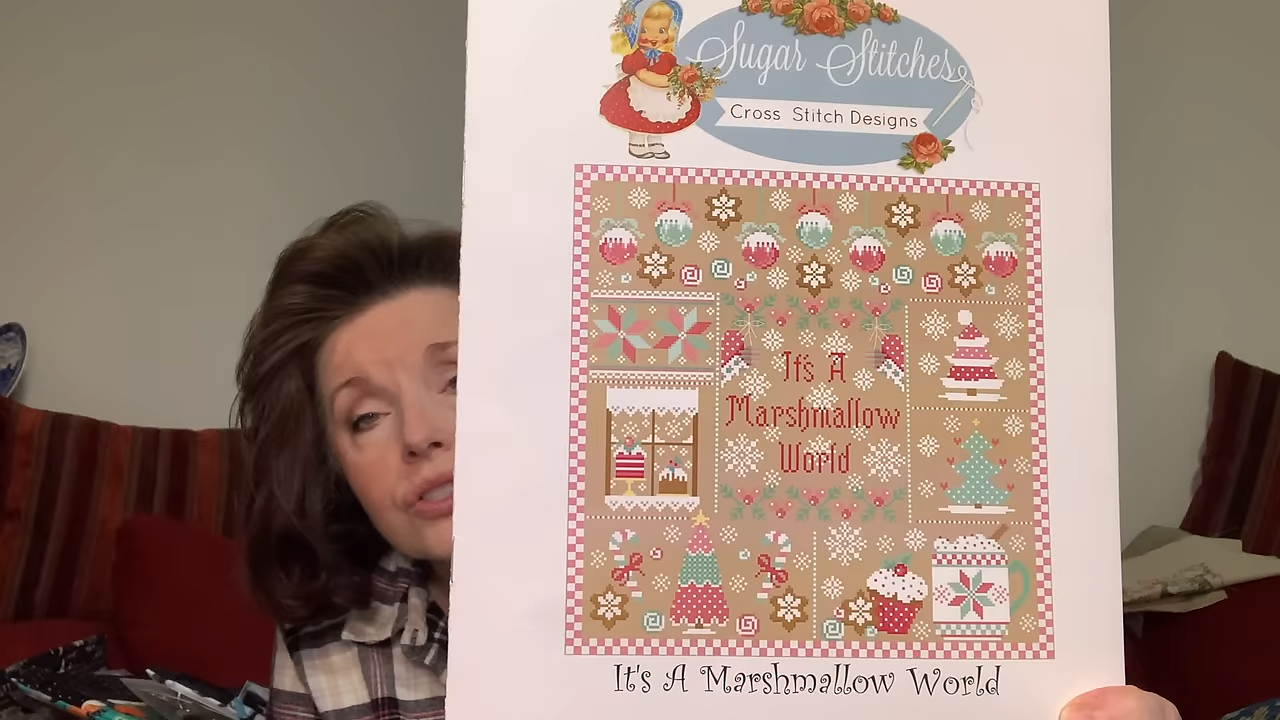 Sugar Stitches
Cross Stitch Designs
It's A
Marshmallow
World
It's A Marshmallow World